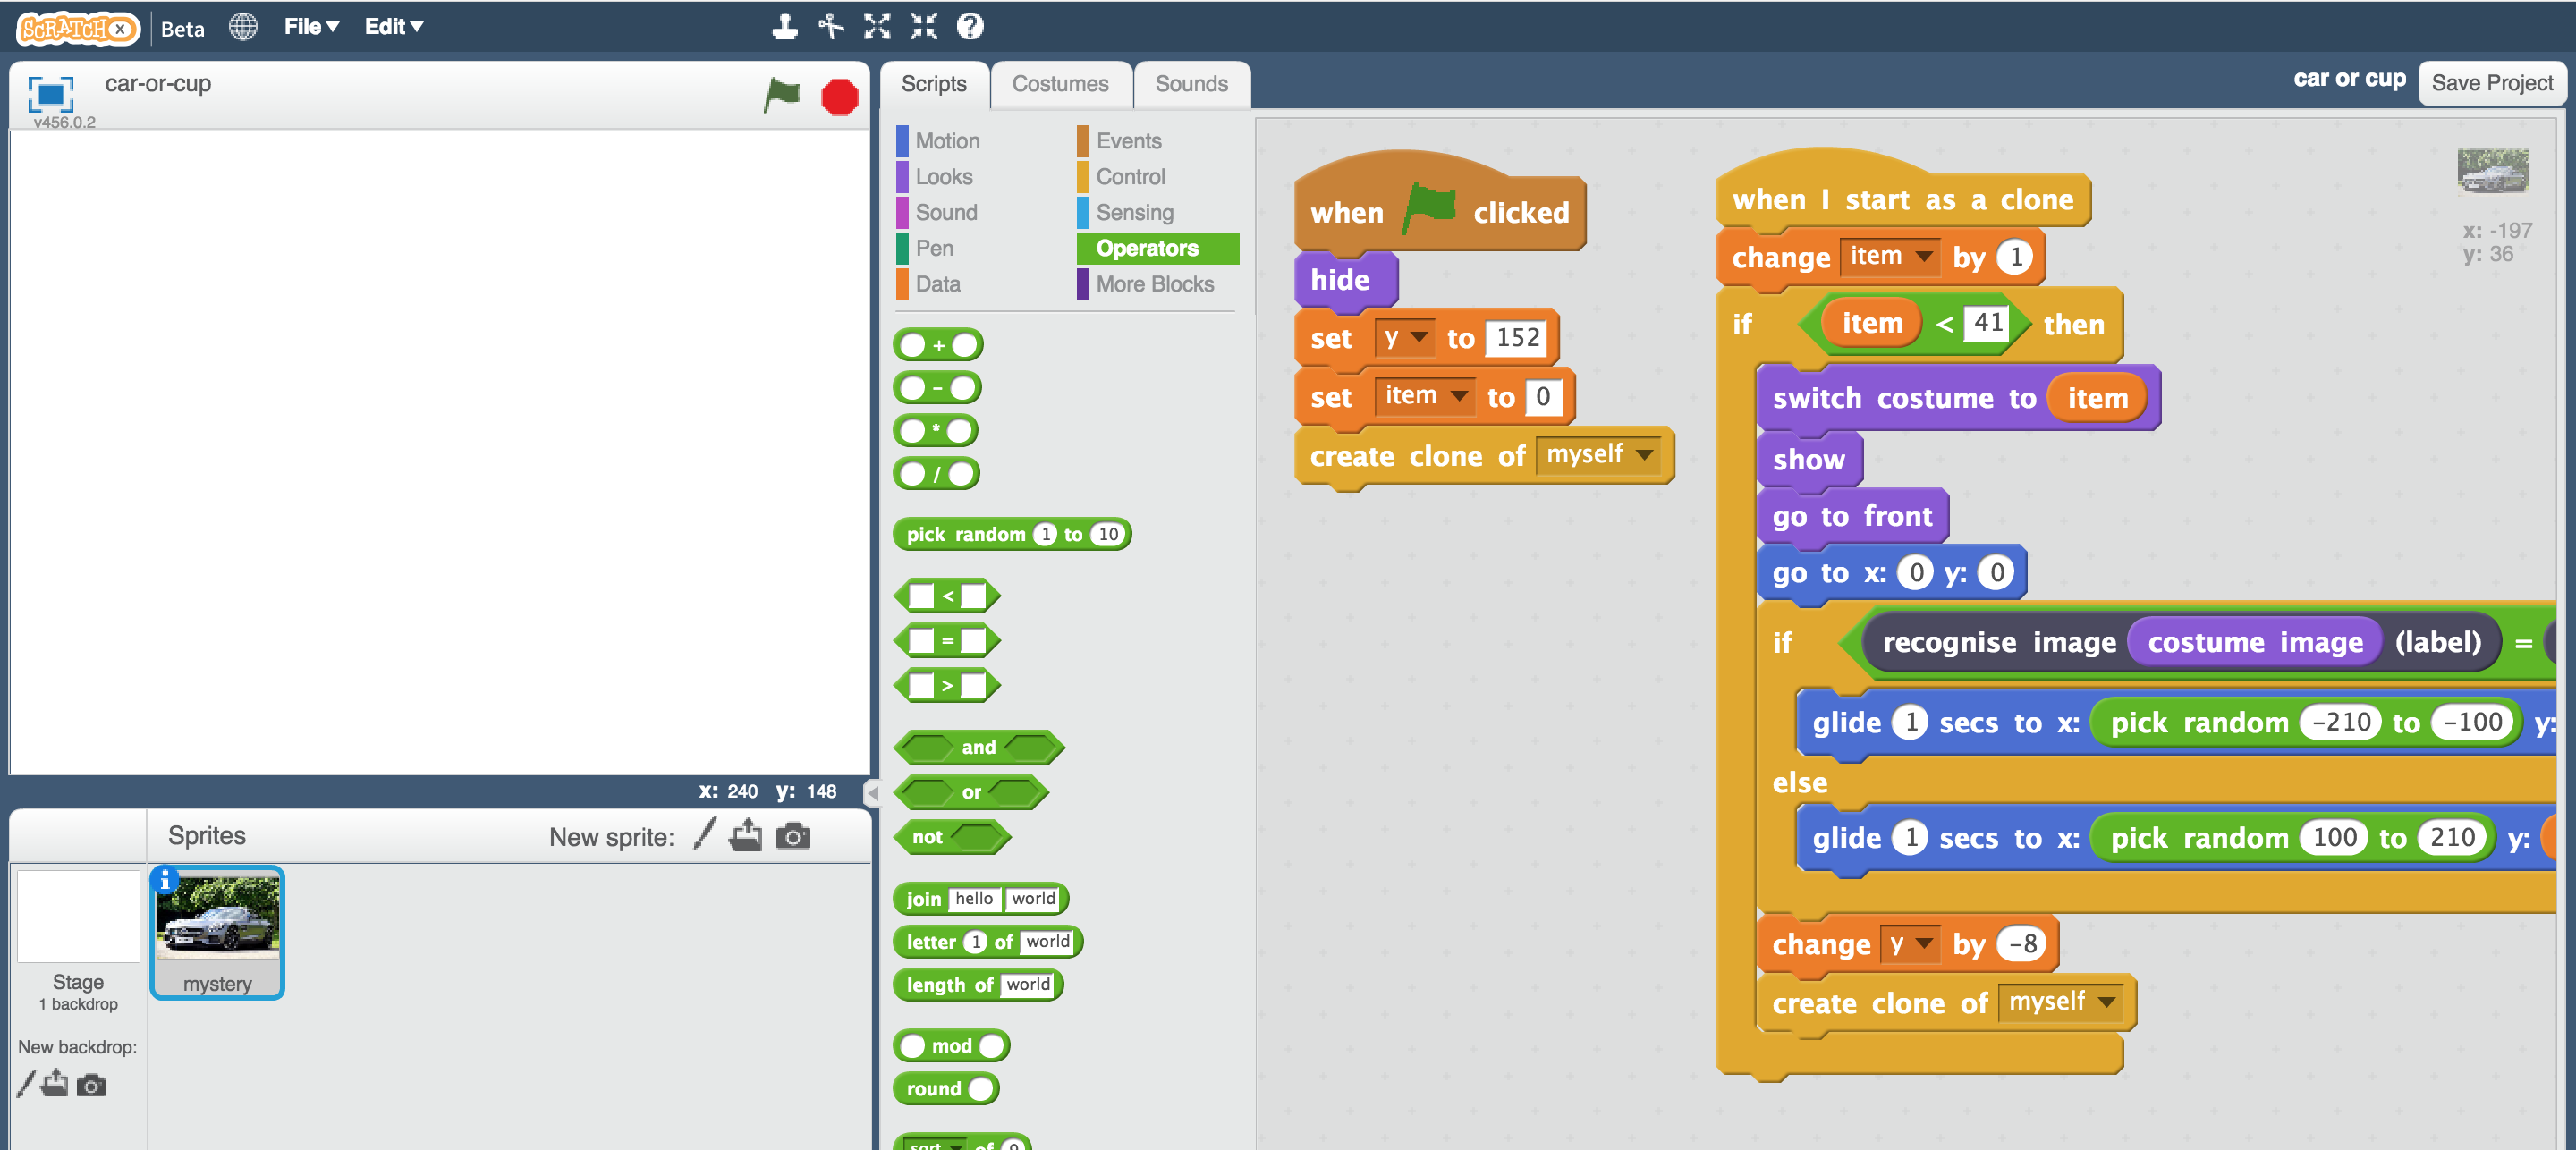 SCRATCH X Beta File Edit
car-or-cup
v456.0.2
Scripts Costumes Sounds
car or cup Save Project
Motion Events
Looks Control
Sound Sensing
Pen Operators
Data More Blocks
+
-
*
/
pick random 1 to 10
<
=
>
and
or
not
join hello world
letter 1 of world
length of world
mod
round
when clicked
hide
set y to 152
set item to 0
create clone of myself
when I start as a clone
change item by 1
if item < 41 then
switch costume to item
show
go to front
go to x: 0 y: 0
if recognise image costume image (label) =
glide 1 secs to x: pick random -210 to -100 y:
else
glide 1 secs to x: pick random 100 to 210 y:
change y by -8
create clone of myself
x: -197
y: 36
x: 240 y: 148
Sprites New sprite:
i
mystery
Stage
1 backdrop
New backdrop: